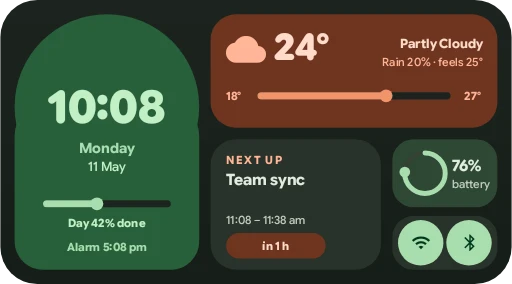 10:08
Monday
11 May
Day 42% done
Alarm 5:08 pm
24°
Partly Cloudy
Rain 20% · feels 25°
18°
27°
NEXT UP
Team sync
11:08 – 11:38 am
in 1 h
76%
battery